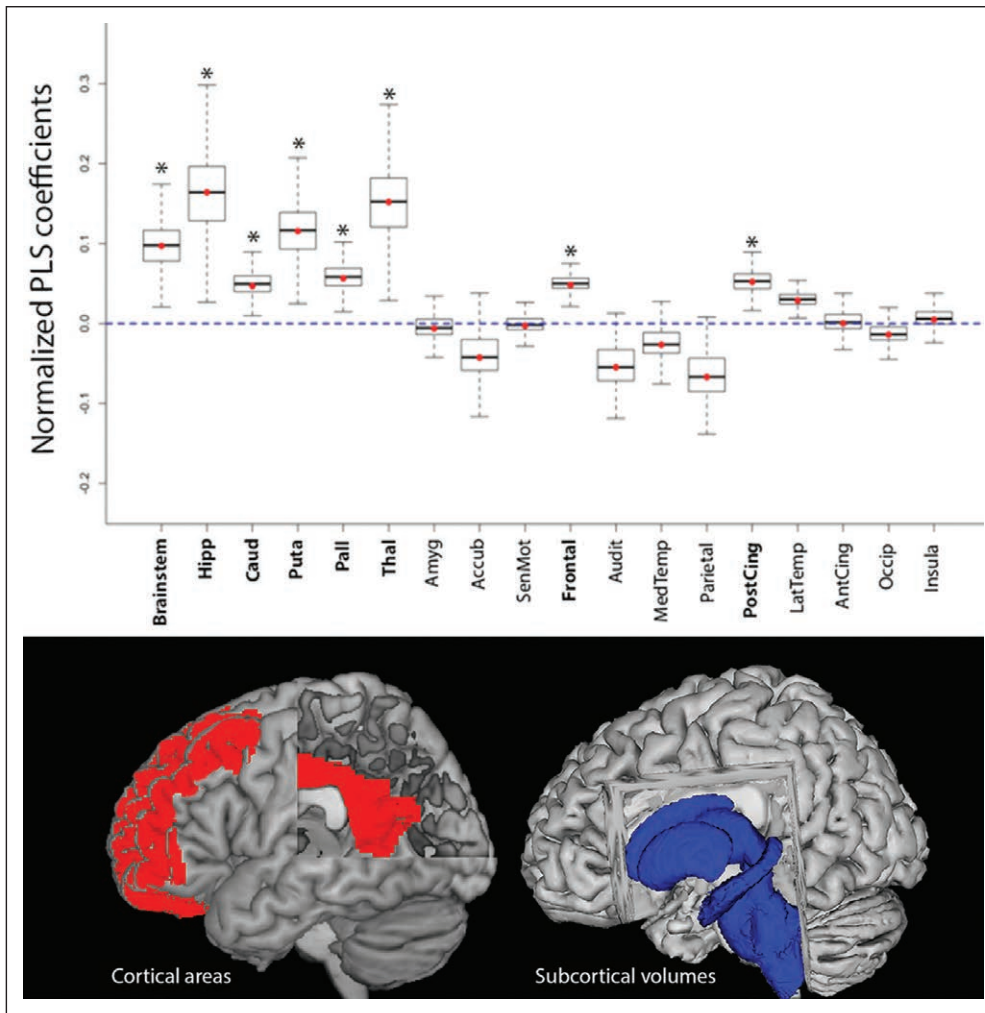 Normalized PLS coefficients
0.3
0.2
0.1
0.0
-0.1
-0.2
* * * * * * * *
Brainstem
Hipp
Caud
Puta
Pall
Thal
Amyg
Accub
SenMot
Frontal
Audit
MedTemp
Parietal
PostCing
LatTemp
AntCing
Occip
Insula
Cortical areas
Subcortical volumes